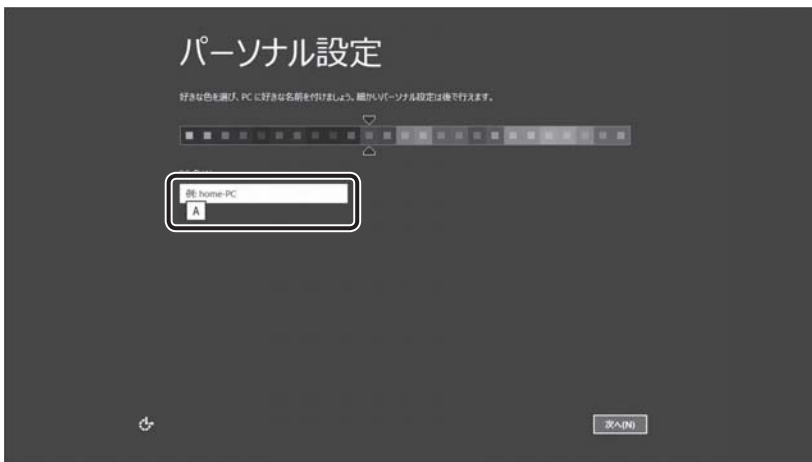 パーソナル設定
好きな色を選び、PC に好きな名前を付けましょう。細かいパーソナル設定は後で行えます。
例: home-PC
A
次へ(N)